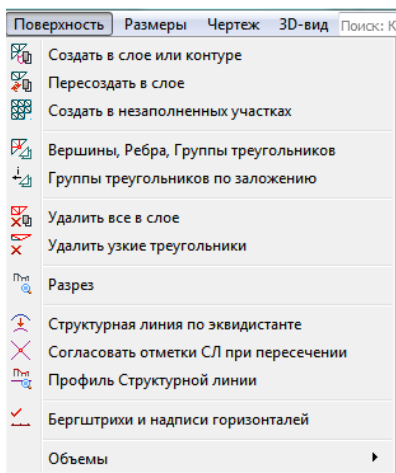 Поверхность Размеры Чертеж 3D-вид Поиск: К
Создать в слое или контуре
Пересоздать в слое
Создать в незаполненных участках
Вершины, Ребра, Группы треугольников
Группы треугольников по заложению
Удалить все в слое
Удалить узкие треугольники
Разрез
Структурная линия по эквидистанте
Согласовать отметки СЛ при пересечении
Профиль Структурной линии
Бергштрихи и надписи горизонталей
Объемы